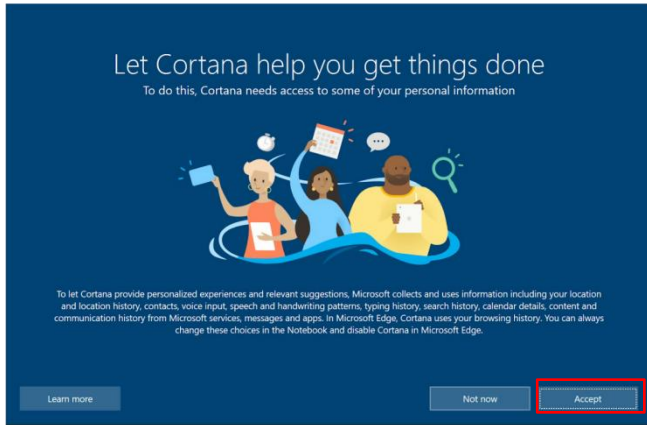 Let Cortana help you get things done
To do this, Cortana needs access to some of your personal information
To let Cortana provide personalized experiences and relevant suggestions, Microsoft collects and uses information including your location
and location history, contacts, voice input, speech and handwriting patterns, typing history, search history, calendar details, content and
communication history from Microsoft services, messages and apps. In Microsoft Edge, Cortana uses your browsing history. You can always
change these choices in the Notebook and disable Cortana in Microsoft Edge.
Learn more
Not now
Accept